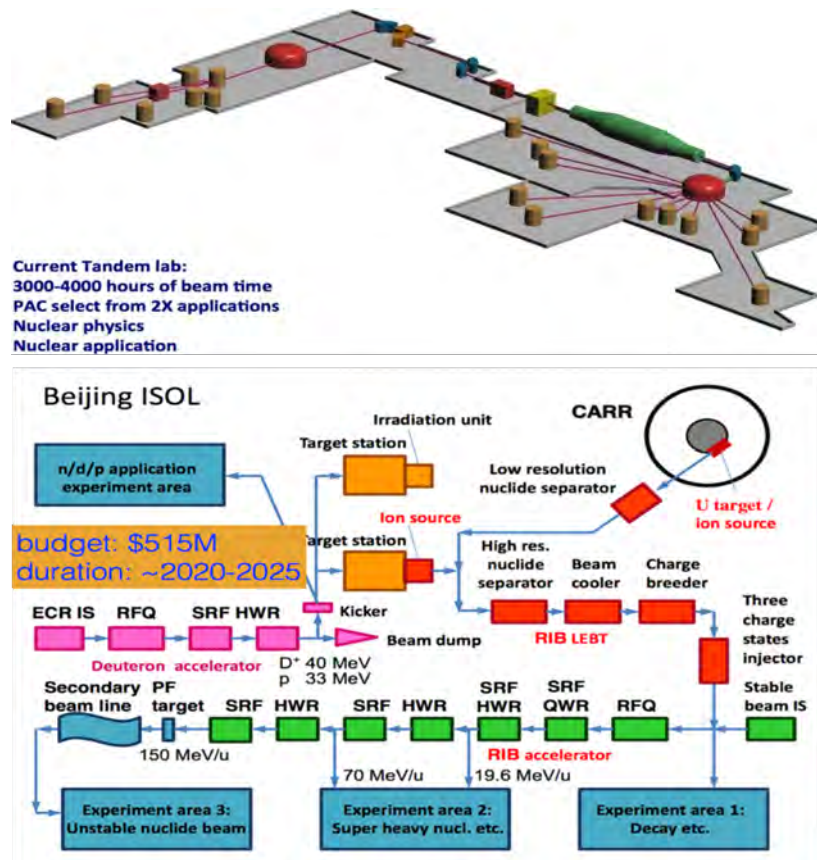 Current Tandem lab:
3000-4000 hours of beam time
PAC select from 2X applications
Nuclear physics
Nuclear application
Beijing ISOL
n/d/p application
experiment area
Target station
Irradiation unit
CARR
Low resolution
nuclide separator
U target /
ion source
budget: $515M
duration: ~2020-2025
Target station
Ion source
High res.
nuclide
separator
Beam
cooler
Charge
breeder
Three
charge
states
injector
ECR IS
RFQ
SRF HWR
Kicker
Beam dump
RIB LEBT
Deuteron accelerator
D+ 40 MeV
p 33 MeV
Secondary
beam line
PF
target
SRF
HWR
SRF
HWR
SRF
HWR
SRF
QWR
RFQ
Stable
beam IS
RIB accelerator
150 MeV/u
70 MeV/u
19.6 MeV/u
Experiment area 3:
Unstable nuclide beam
Experiment area 2:
Super heavy nucl. etc.
Experiment area 1:
Decay etc.